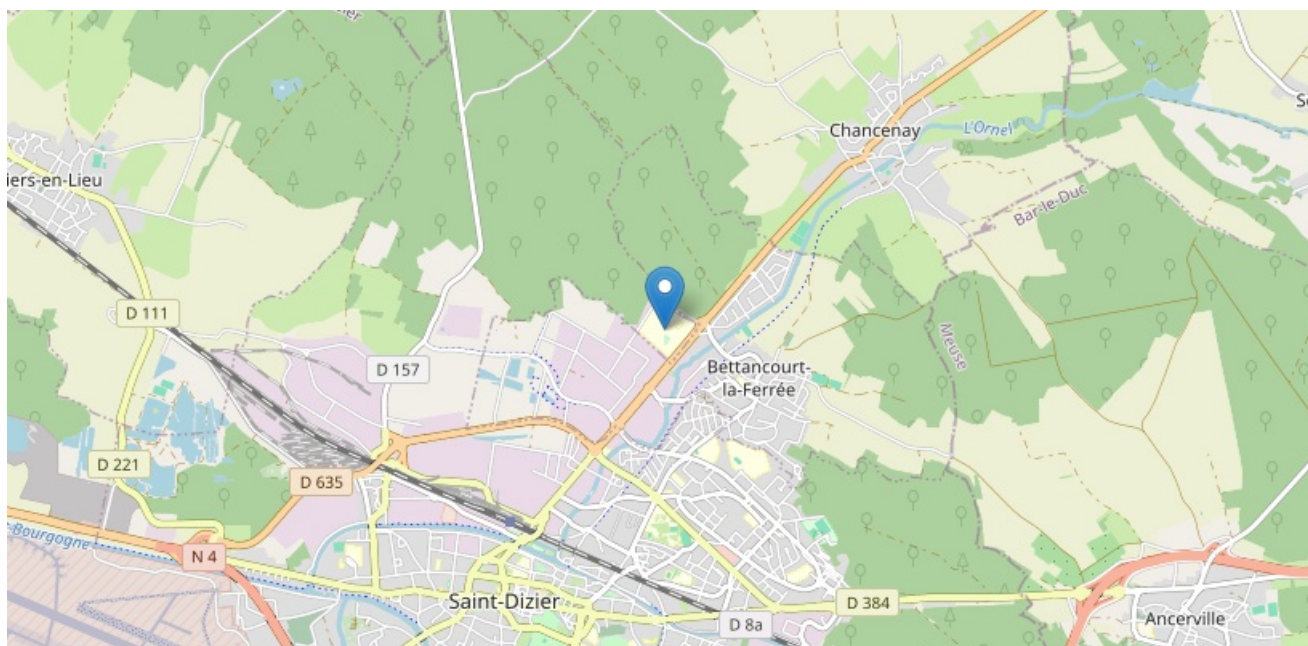 ier
Chancenay
L'Ornel
S
iers-en-Lieu
Bar-le-Duc
D 111
Meuse
D 157
Bettancourt-
la-Ferrée
D 221
D 635
-Bourgogne
N 4
Saint-Dizier
D 384
D 8a
Ancerville